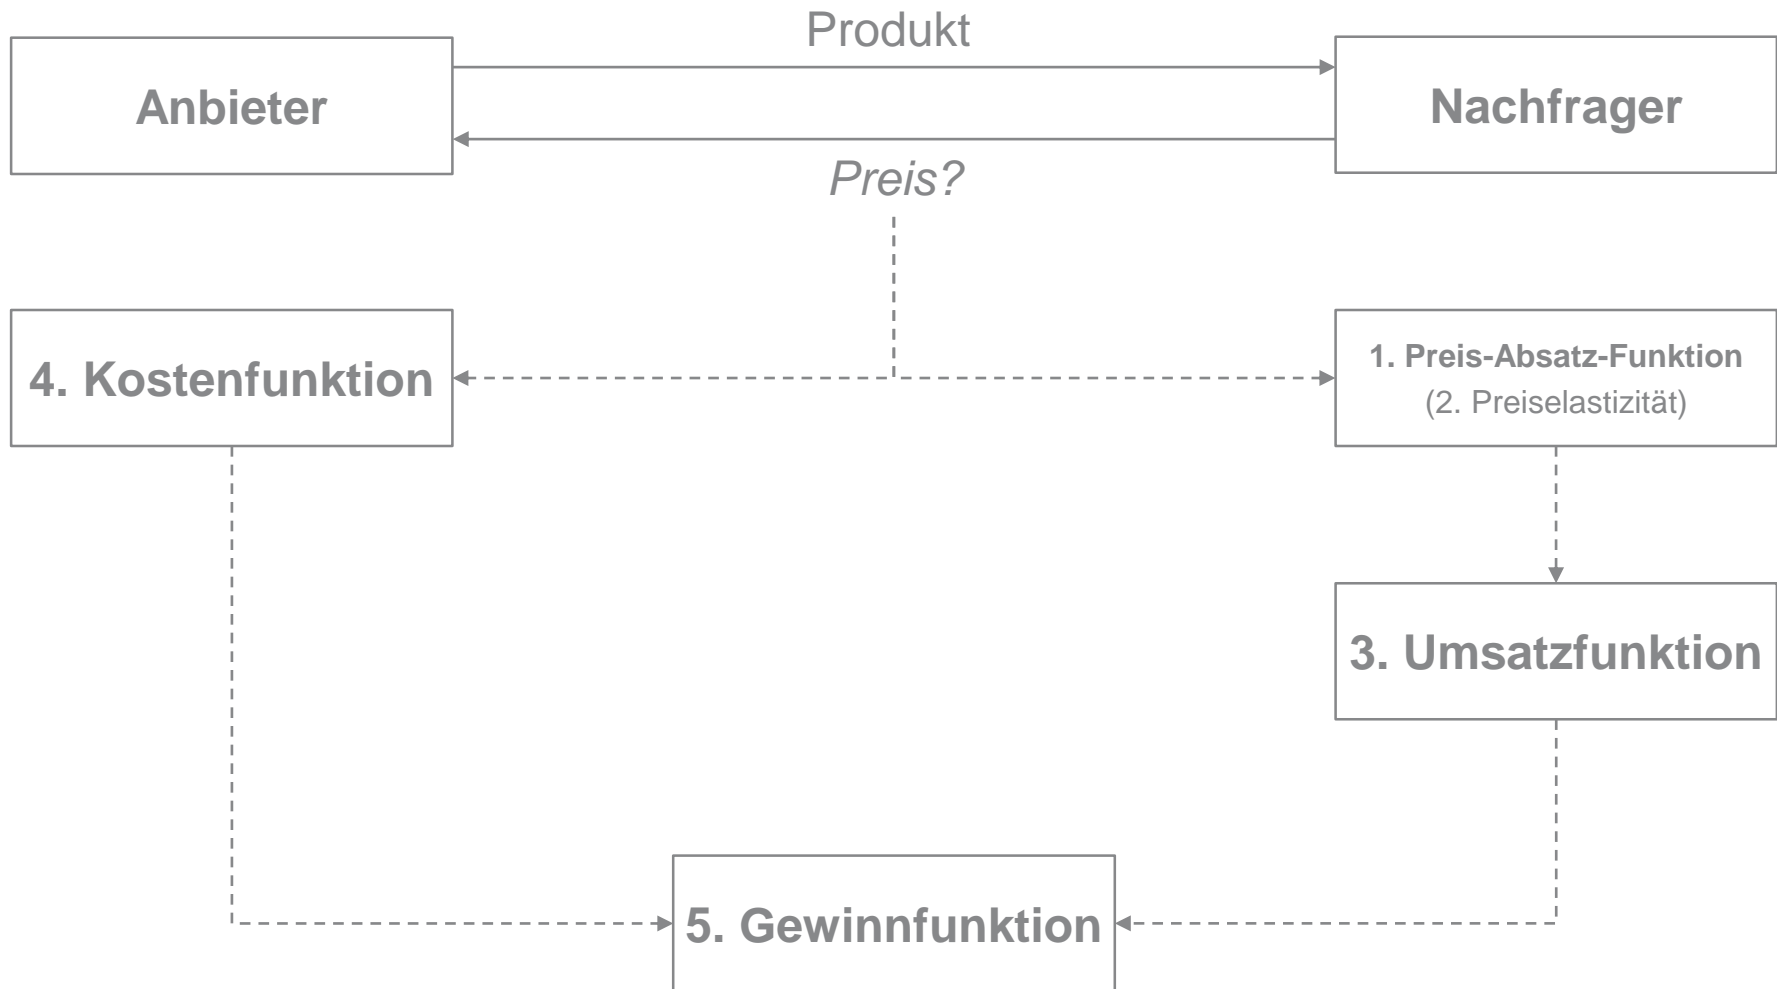 Produkt
Anbieter
Nachfrager
Preis?
4. Kostenfunktion
1. Preis-Absatz-Funktion
(2. Preiselastizität)
3. Umsatzfunktion
5. Gewinnfunktion